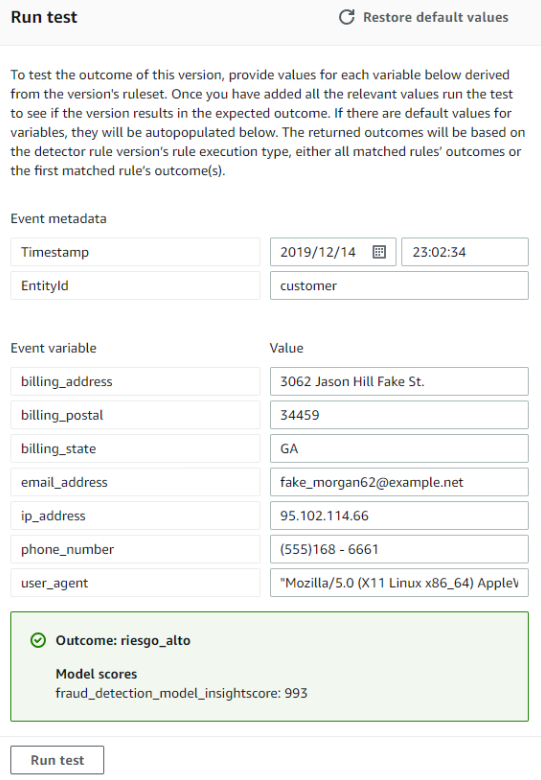 Run test
Restore default values
To test the outcome of this version, provide values for each variable below derived
from the version's ruleset. Once you have added all the relevant values run the test
to see if the version results in the expected outcome. If there are default values for
variables, they will be autopopulated below. The returned outcomes will be based on
the detector rule version's rule execution type, either all matched rules' outcomes or
the first matched rule's outcome(s).
Event metadata
Timestamp 2019/12/14 23:02:34
EntityId customer
Event variable Value
billing_address 3062 Jason Hill Fake St.
billing_postal 34459
billing_state GA
email_address fake_morgan62@example.net
ip_address 95.102.114.66
phone_number (555)168 - 6661
user_agent "Mozilla/5.0 (X11 Linux x86_64) Apple
Outcome: riesgo_alto
Model scores
fraud_detection_model_insightscore: 993
Run test